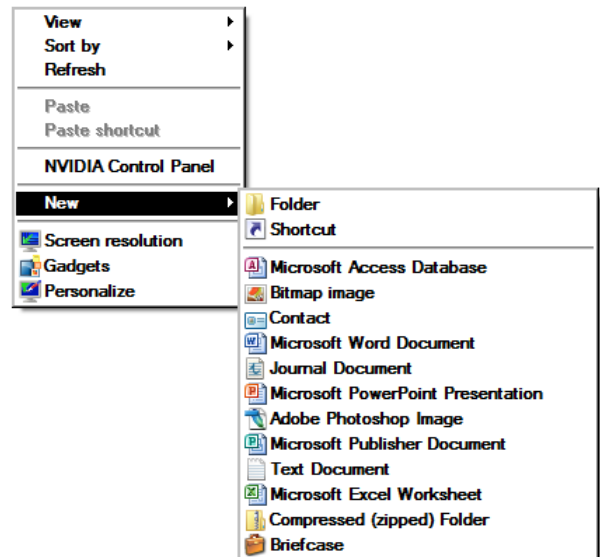 View
Sort by
Refresh
Paste
Paste shortcut
NVIDIA Control Panel
New
Screen resolution
Gadgets
Personalize
Folder
Shortcut
Microsoft Access Database
Bitmap image
Contact
Microsoft Word Document
Journal Document
Microsoft PowerPoint Presentation
Adobe Photoshop Image
Microsoft Publisher Document
Text Document
Microsoft Excel Worksheet
Compressed (zipped) Folder
Briefcase